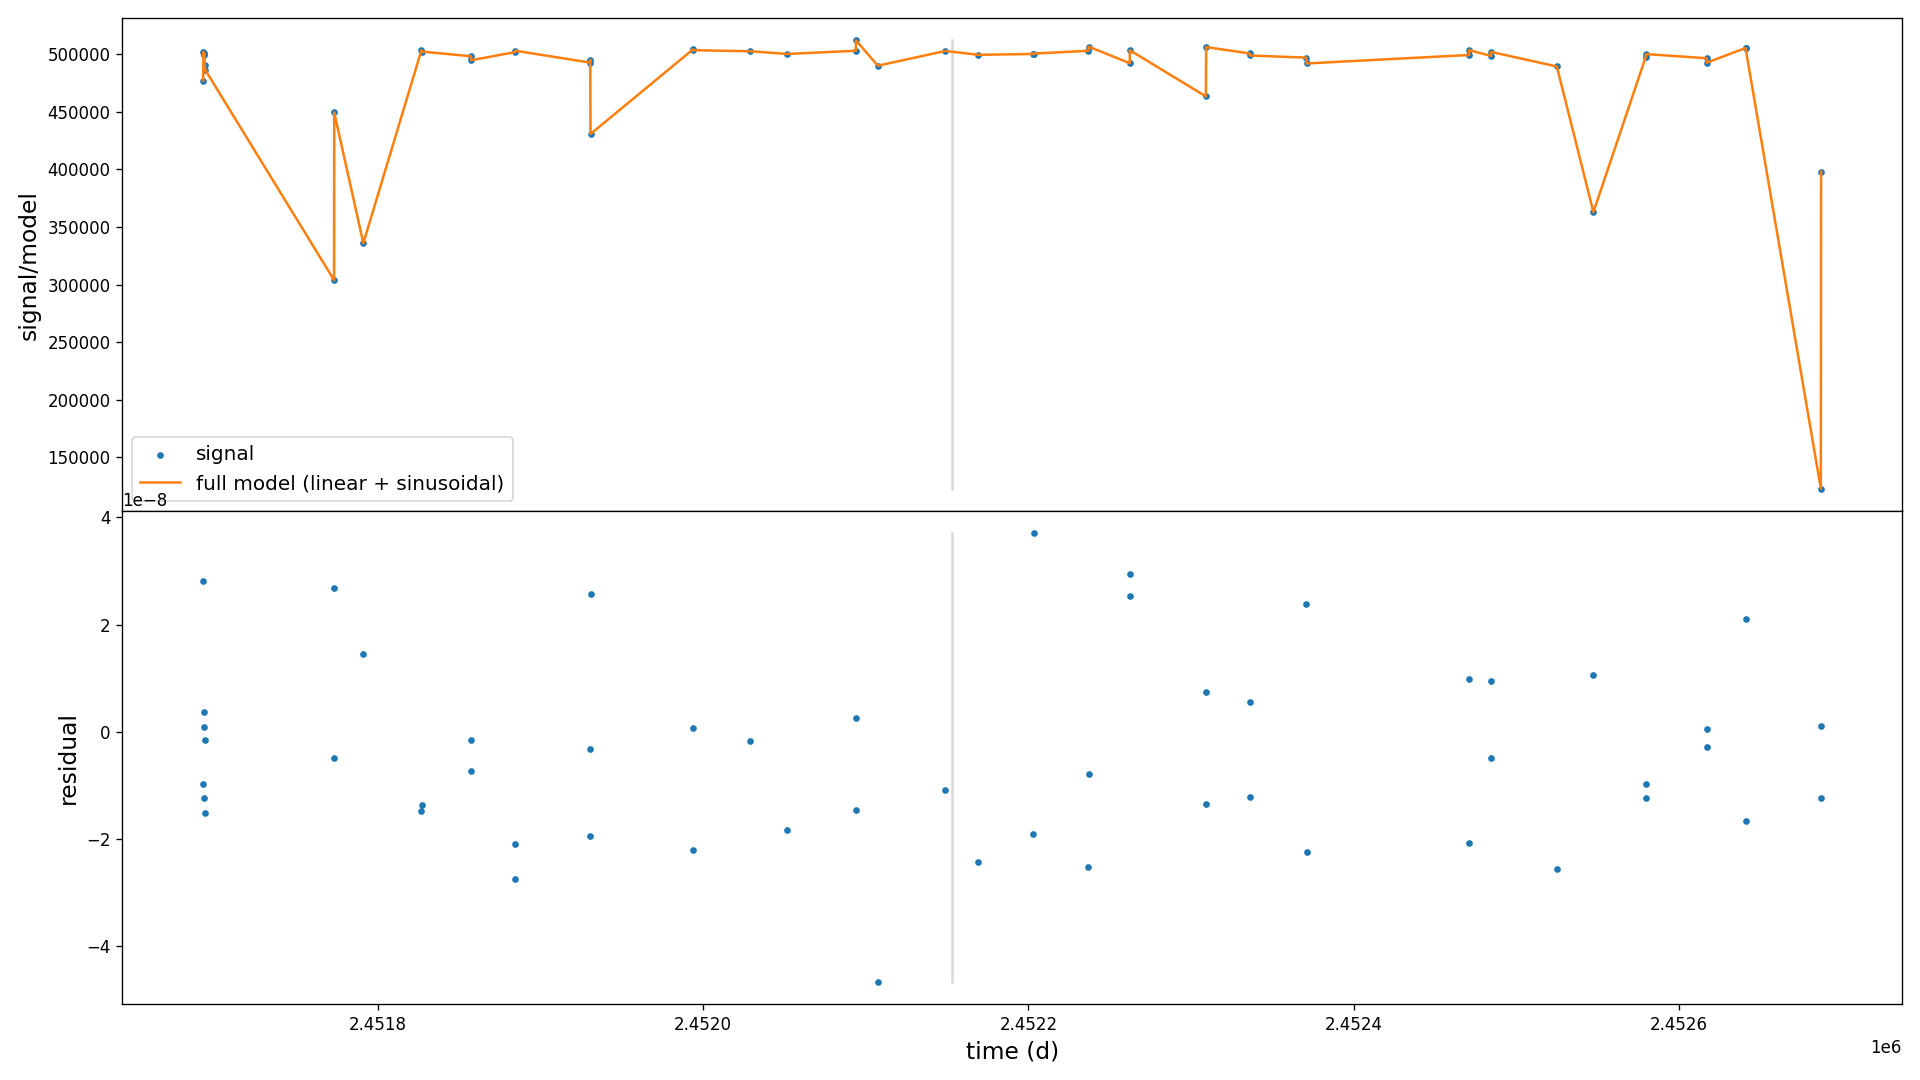 500000
450000
400000
350000
300000
250000
200000
150000
signal/model
signal
full model (linear + sinusoidal)
1e−8
4
2
0
−2
−4
residual
2.4518
2.4520
2.4522
2.4524
2.4526
1e6
time (d)